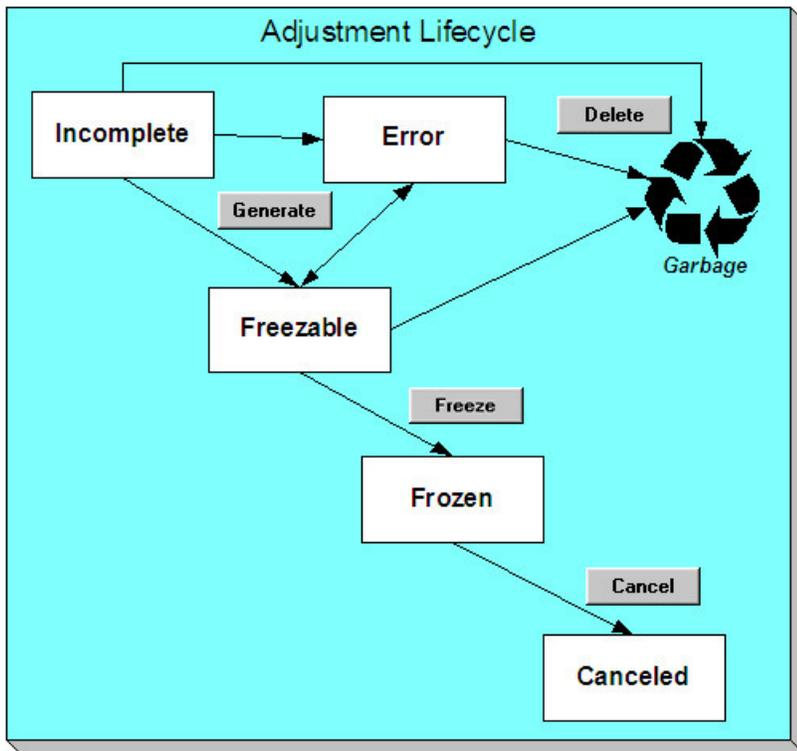 Adjustment Lifecycle
Incomplete
Error
Delete
Generate
Garbage
Freezable
Freeze
Frozen
Cancel
Canceled